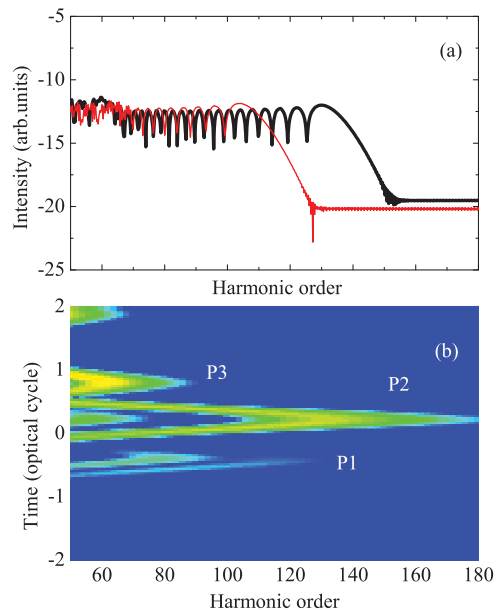 -5
(a)
-10
-15
-20
-25
Intensity (arb.units)
Harmonic order
2
(b)
P3
P2
1
0
P1
-1
-2
Time (optical cycle)
60 80 100 120 140 160 180
Harmonic order